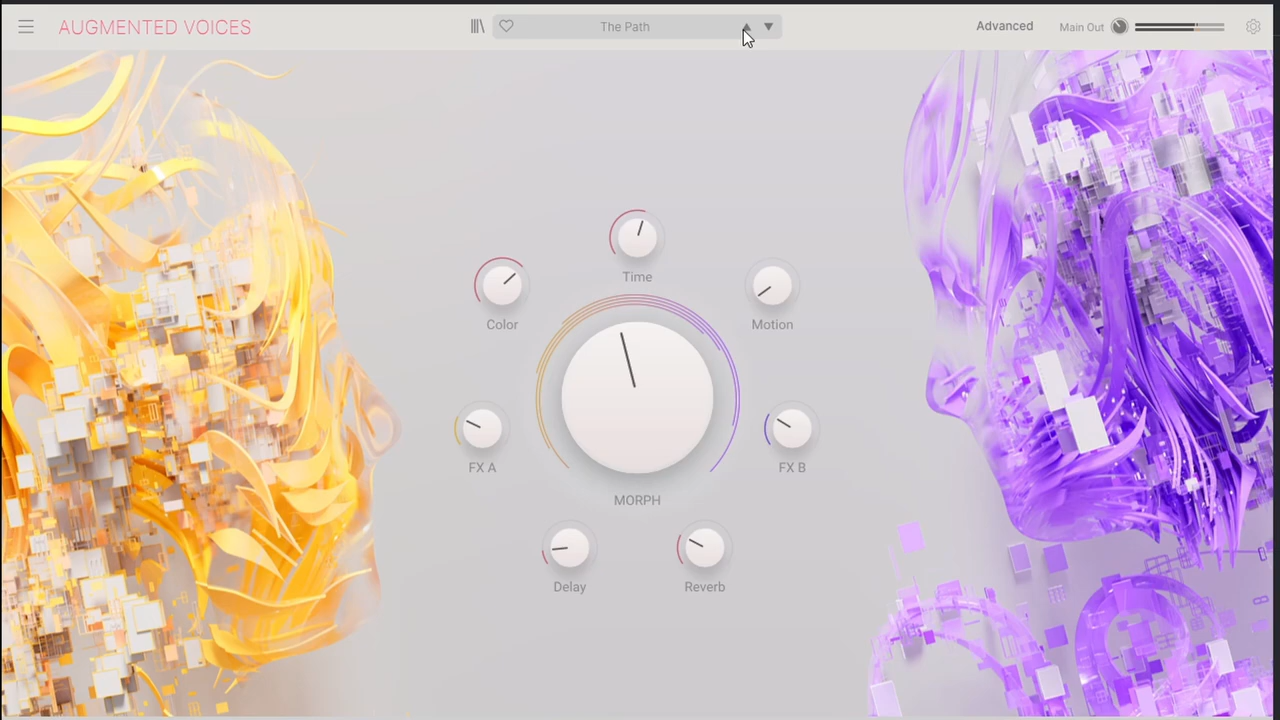 AUGMENTED VOICES
The Path
Advanced
Main Out
Time
Color
Motion
FX A
FX B
MORPH
Delay
Reverb